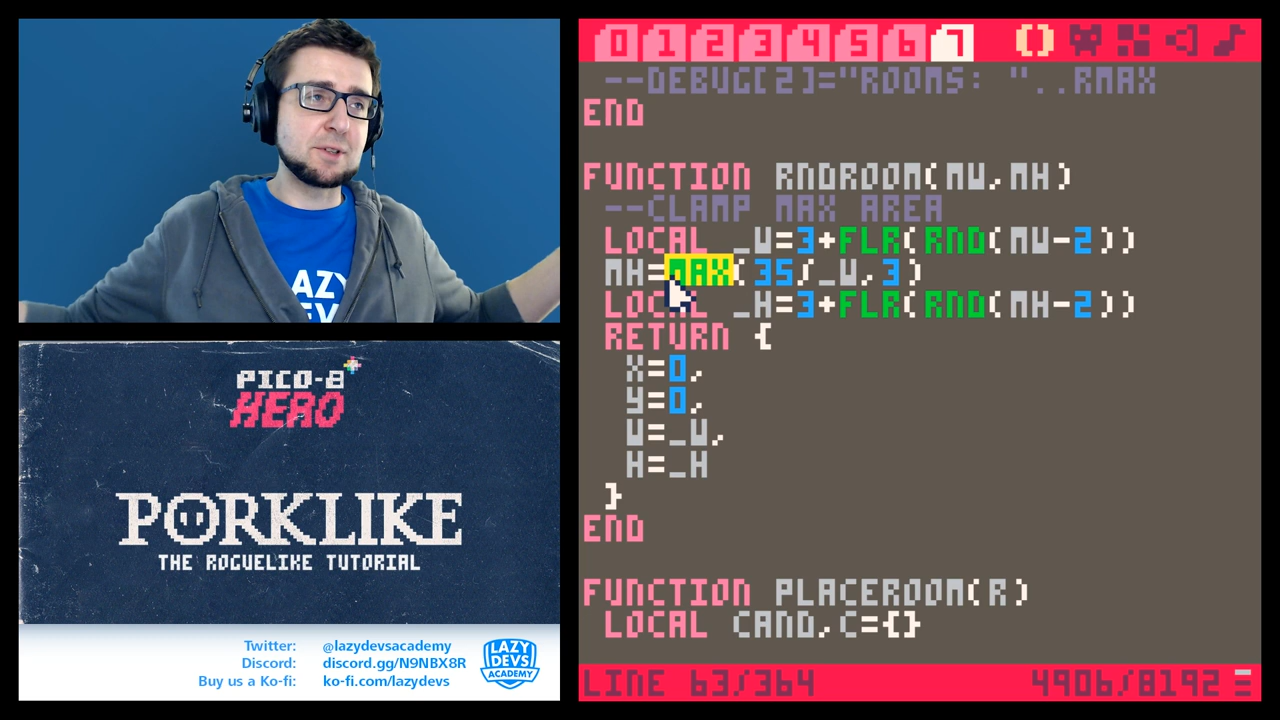 0 1 2 3 4 5 6 7
--DEBUG[2]="ROOMS: "..RMAX
END
FUNCTION RNDROOM(MW,MH)
--CLAMP MAX AREA
LOCAL _W=3+FLR(RND(MW-2))
MH=MAX(35/_W,3)
LOCAL _H=3+FLR(RND(MH-2))
RETURN {
X=0,
Y=0,
W=_W,
H=_H
}
END
FUNCTION PLACEROOM(R)
LOCAL CAND,C={}
LINE 63/364 4906/8192
PICO-8
HERO
PORKLIKE
THE ROGUELIKE TUTORIAL
Twitter: @lazydevsacademy
Discord: discord.gg/N9NBX8R
Buy us a Ko-fi: ko-fi.com/lazydevs
LAZY
DEVS
ACADEMY